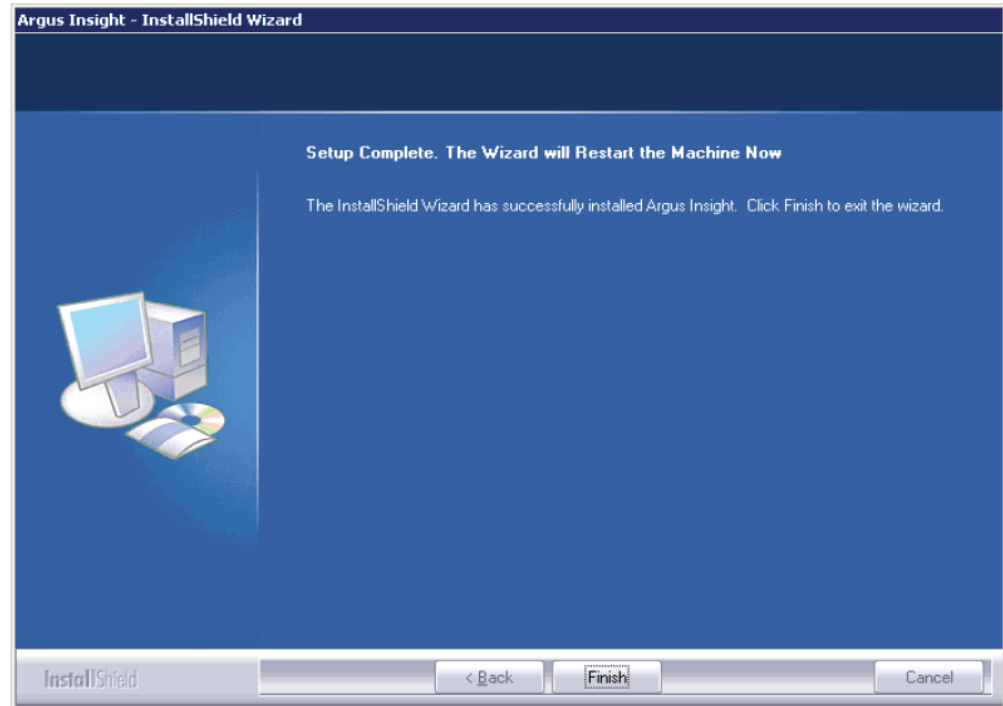 Argus Insight - InstallShield Wizard
Setup Complete. The Wizard will Restart the Machine Now
The InstallShield Wizard has successfully installed Argus Insight. Click Finish to exit the wizard.
InstallShield
< Back
Finish
Cancel